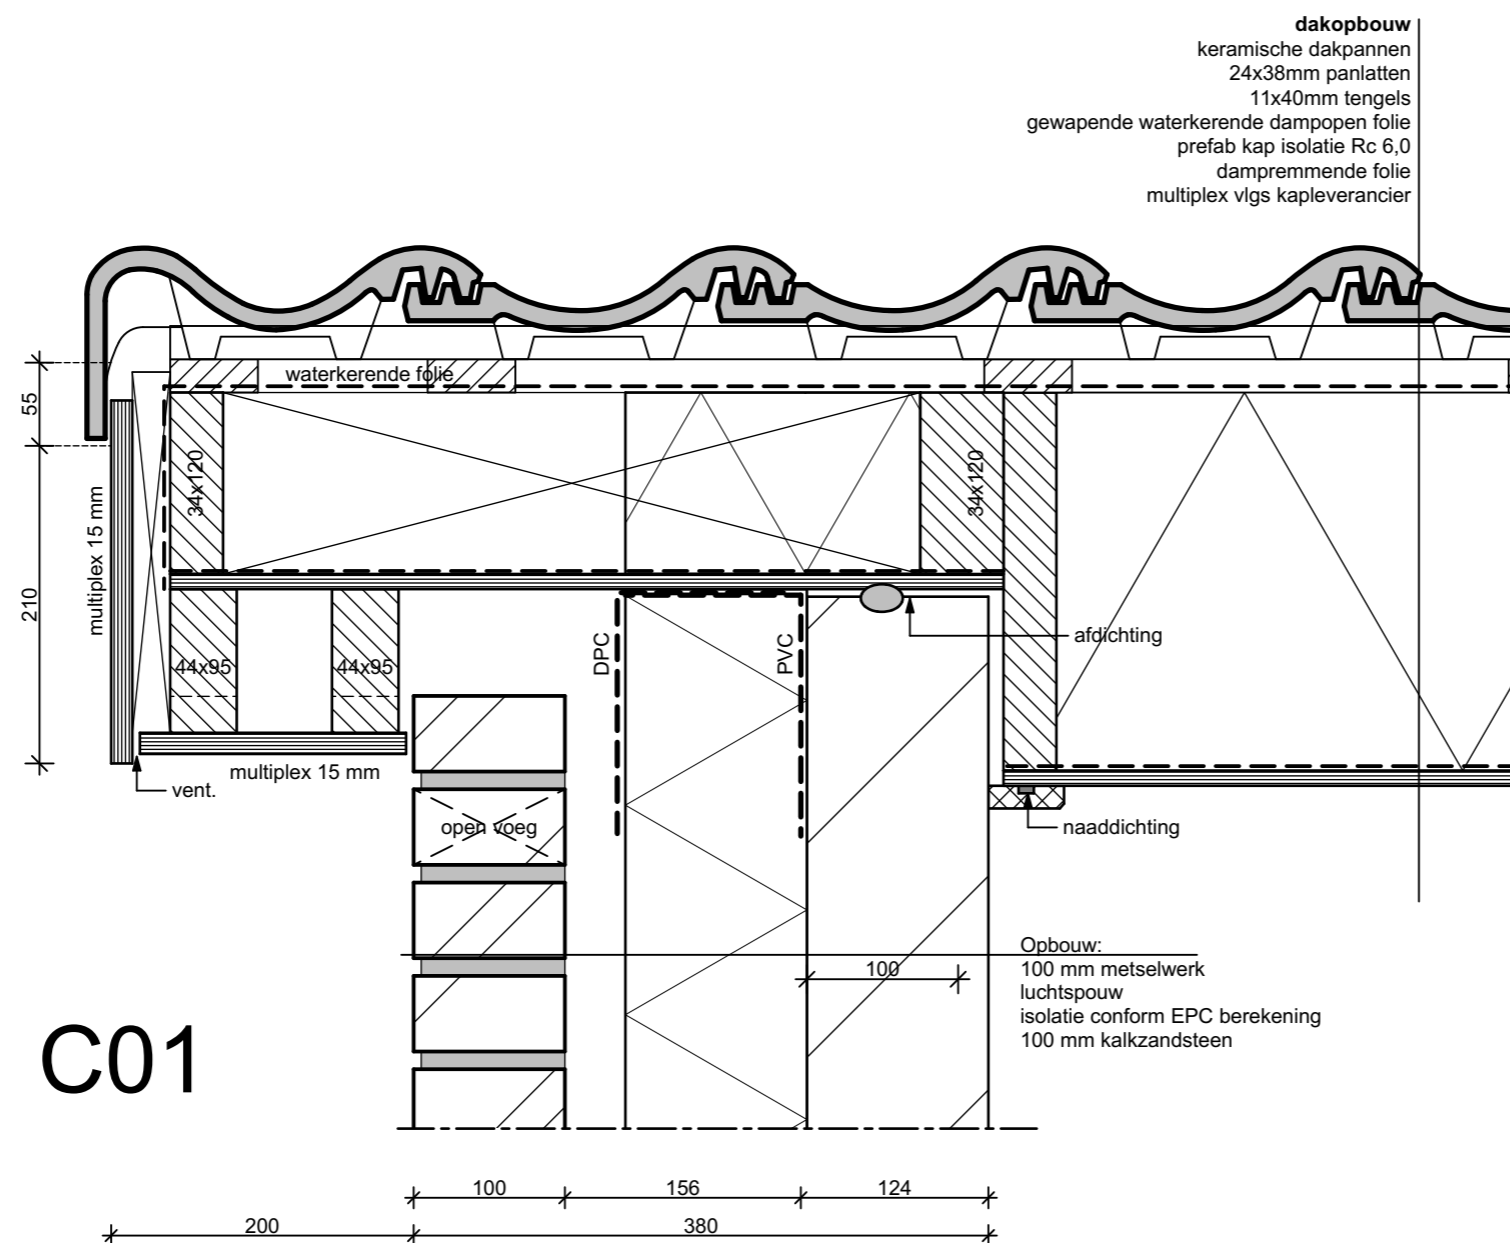 dakopbouw
keramische dakpannen
24x38mm panlatten
11x40mm tengels
gewapende waterkerende dampopen folie
prefab kap isolatie Rc 6,0
dampremmende folie
multiplex vlgs kapleverancier
waterkerende folie
55
34x120
34x120
multiplex 15 mm
210
DPC
PVC
afdichting
44x95
44x95
multiplex 15 mm
vent.
open voeg
naaddichting
Opbouw:
100 mm metselwerk
luchtspouw
isolatie conform EPC berekening
100 mm kalkzandsteen
100
C01
100
156
124
200
380